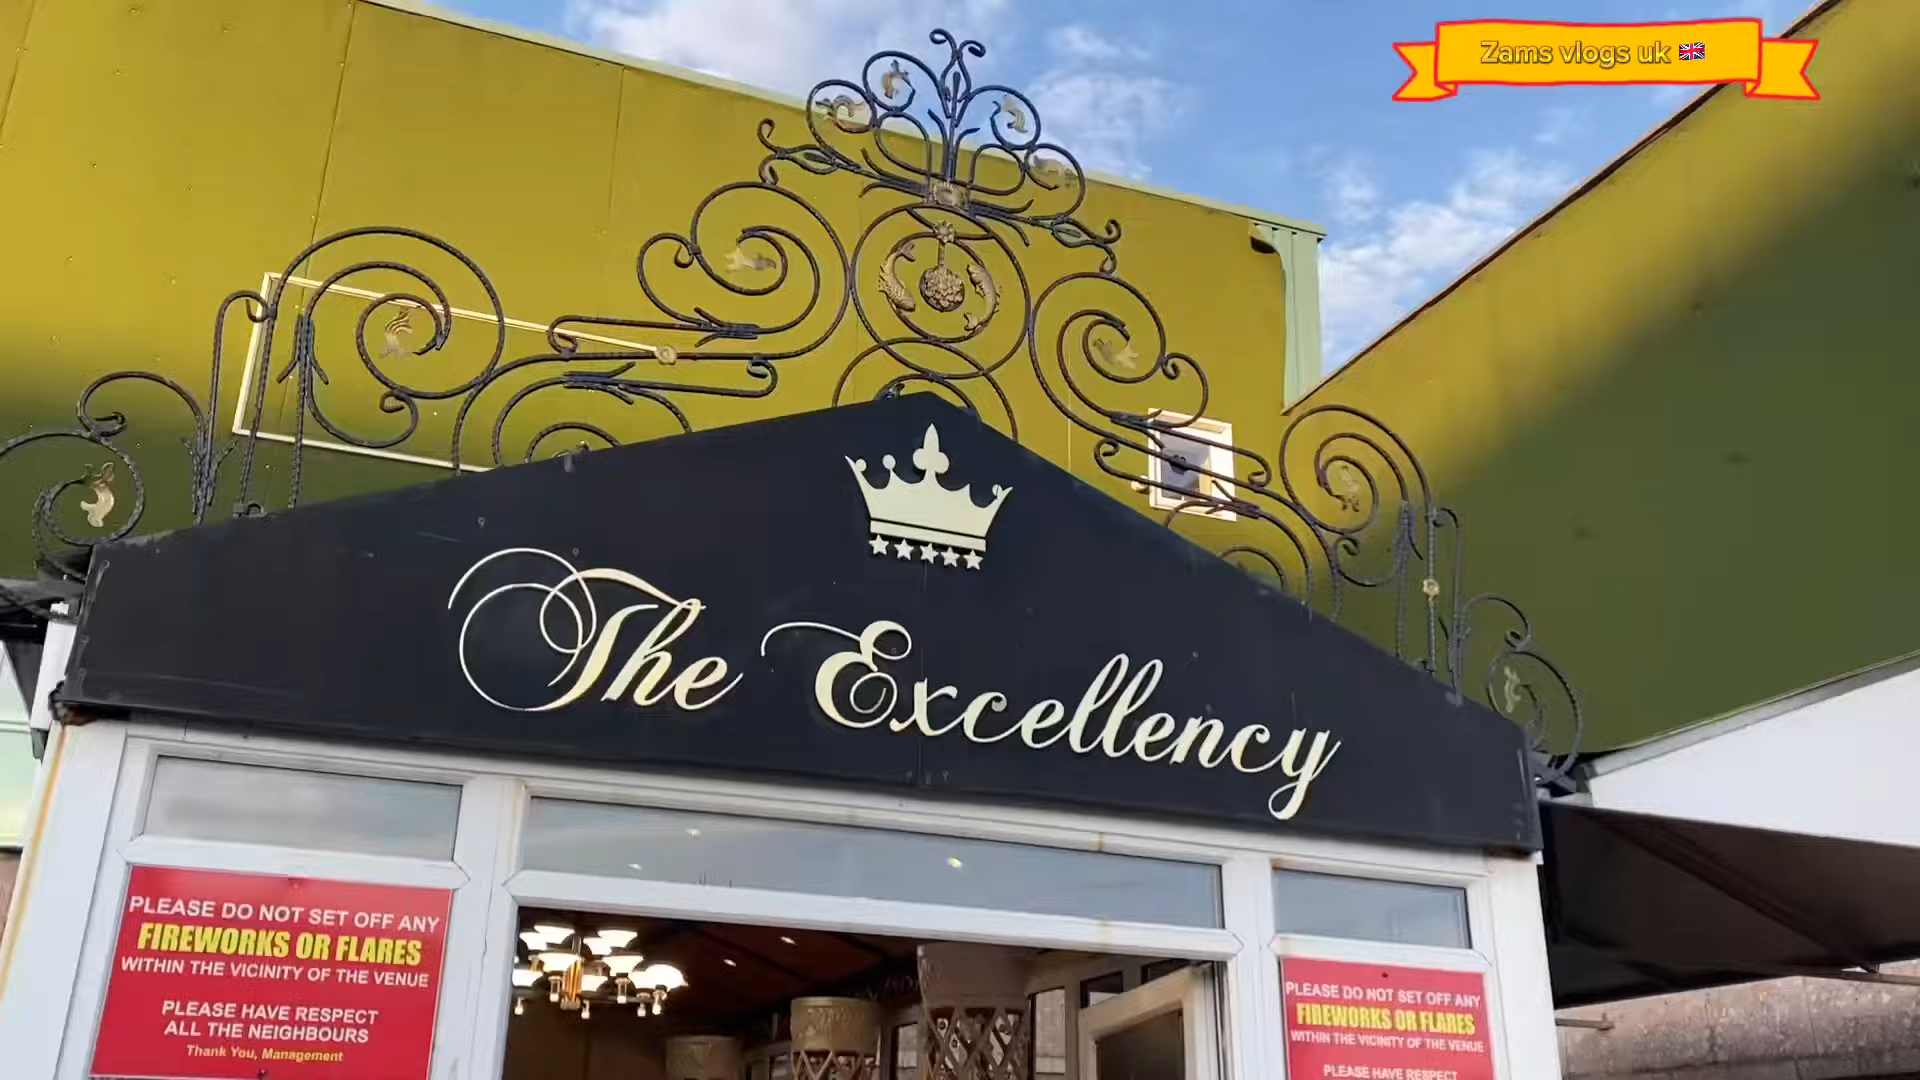 Zams vlogs uk 🇬🇧
The Excellency
PLEASE DO NOT SET OFF ANY
FIREWORKS OR FLARES
WITHIN THE VICINITY OF THE VENUE
PLEASE HAVE RESPECT
ALL THE NEIGHBOURS
Thank You, Management
PLEASE DO NOT SET OFF ANY
FIREWORKS OR FLARES
WITHIN THE VICINITY OF THE VENUE
PLEASE HAVE RESPECT